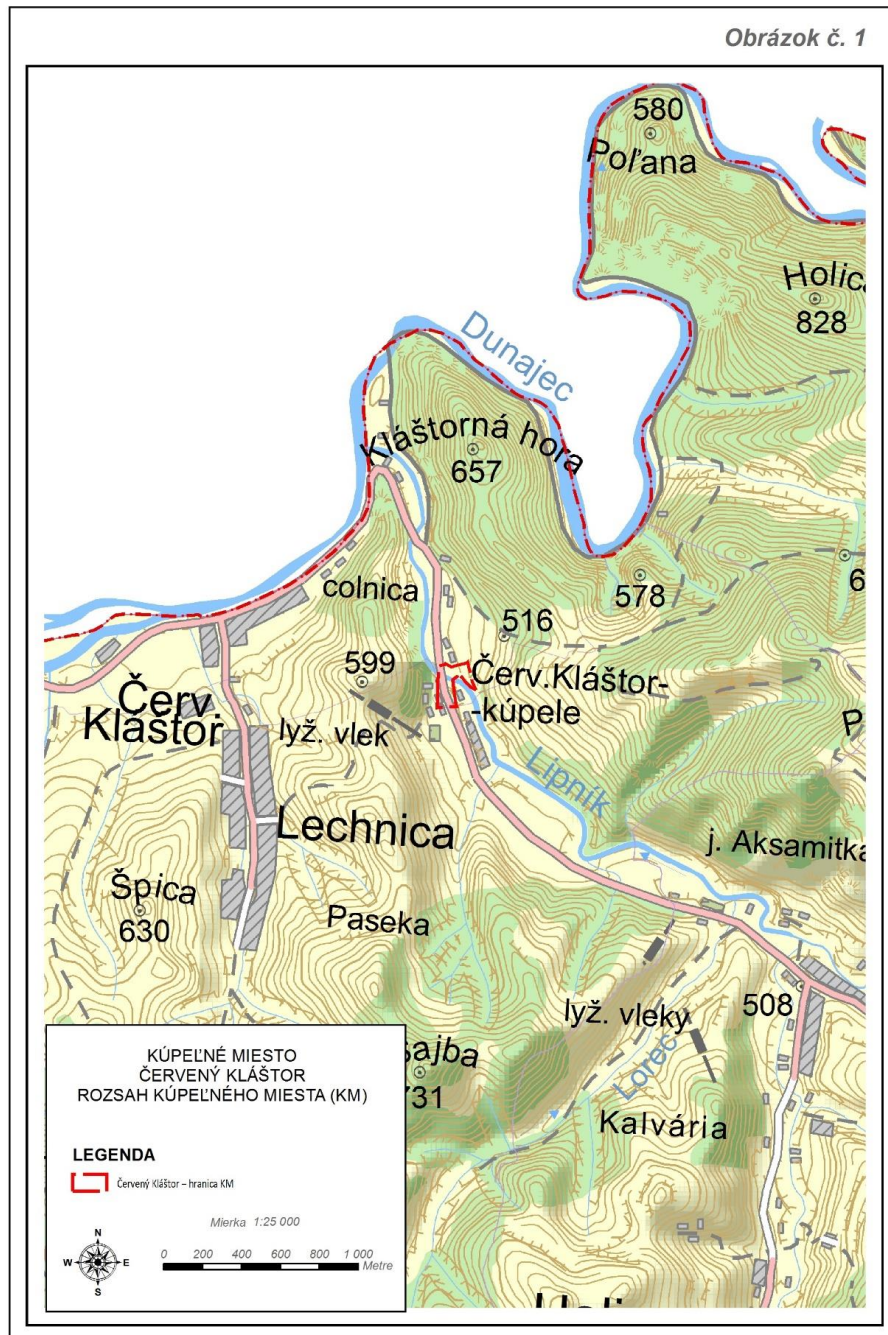 Obrázok č. 1
580
Poľana
Holica
828
Dunajec
Kláštorná hora
657
colnica
578
516
599
Červ.Kláštor-
-kúpele
Červ.
Kláštor
lyž. vlek
Lipník
Lechnica
j. Aksamitka
Špica
630
Paseka
508
lyž. vleky
Lorec
Kalvária
KÚPEĽNÉ MIESTO
ČERVENÝ KLÁŠTOR
ROZSAH KÚPEĽNÉHO MIESTA (KM)
LEGENDA
Červený Kláštor – hranica KM
Mierka 1:25 000
N
W E
S
0 200 400 600 800 1 000
Metre